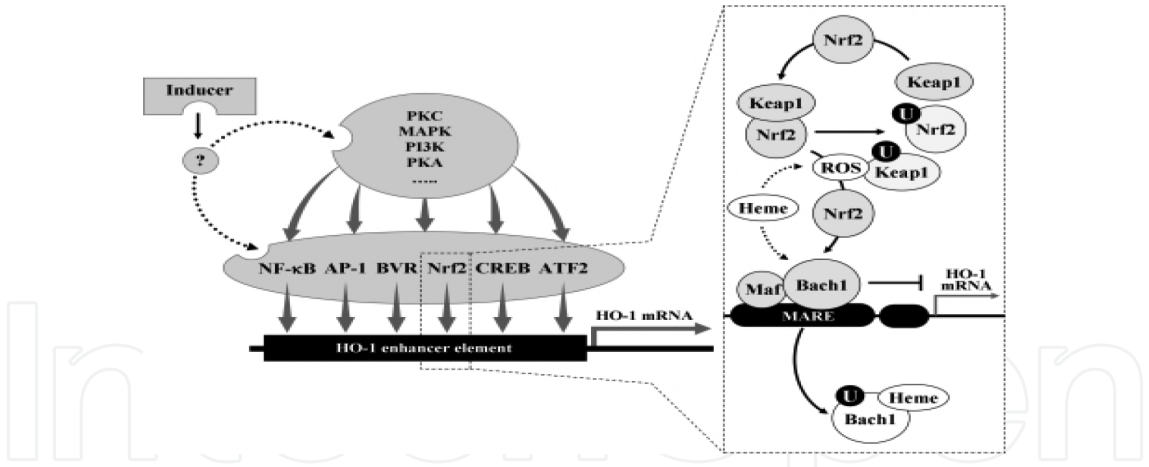 Inducer
?
PKC
MAPK
PI3K
PKA
.....
NF-κB AP-1 BVR Nrf2 CREB ATF2
HO-1 mRNA
HO-1 enhancer element
Nrf2
Keap1
Keap1
Nrf2
U
Nrf2
U
ROS
Keap1
Heme
Nrf2
Maf
Bach1
HO-1
mRNA
MARE
U
Heme
Bach1
IntechOpen